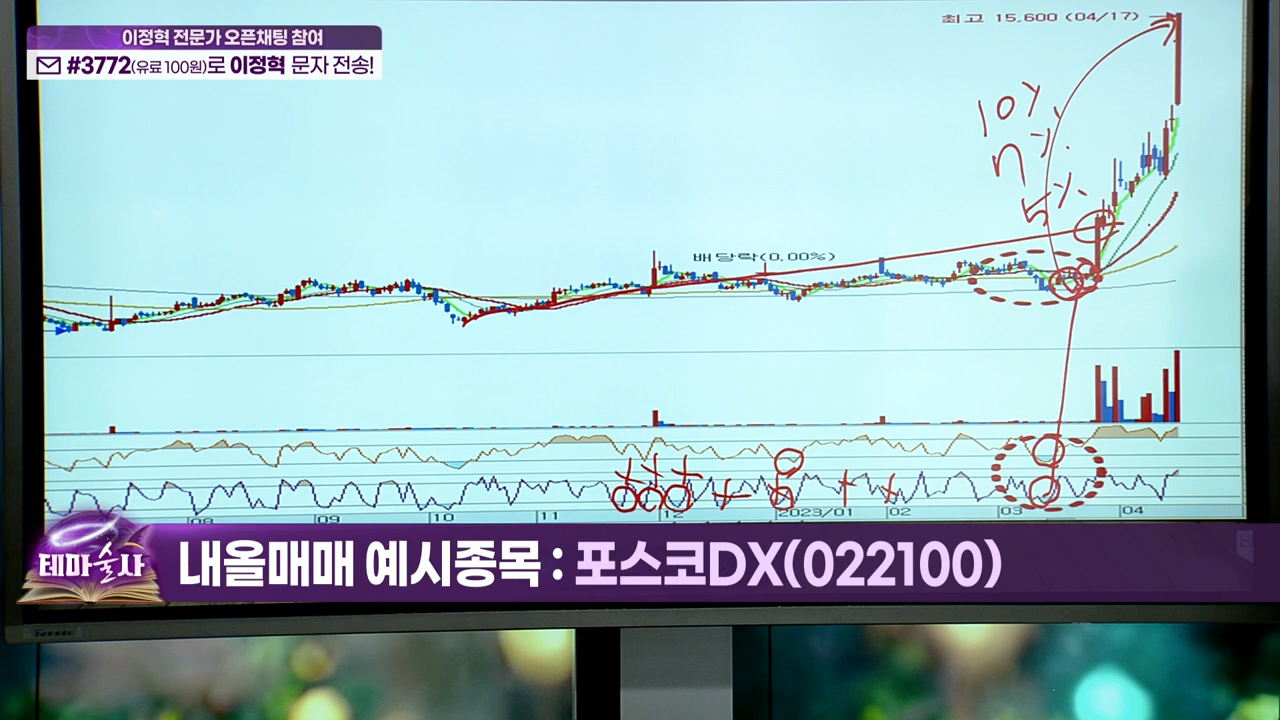 이정혁 전문가 오픈채팅 참여
#3772(유료 100원)로 이정혁 문자 전송!
최고 15,600 (04/17)
10%
7%.
5%
배당락(0.00%)
08 09 10 11 12 2023/01 02 03 04
테마술사
내올매매 예시종목 : 포스코DX(022100)